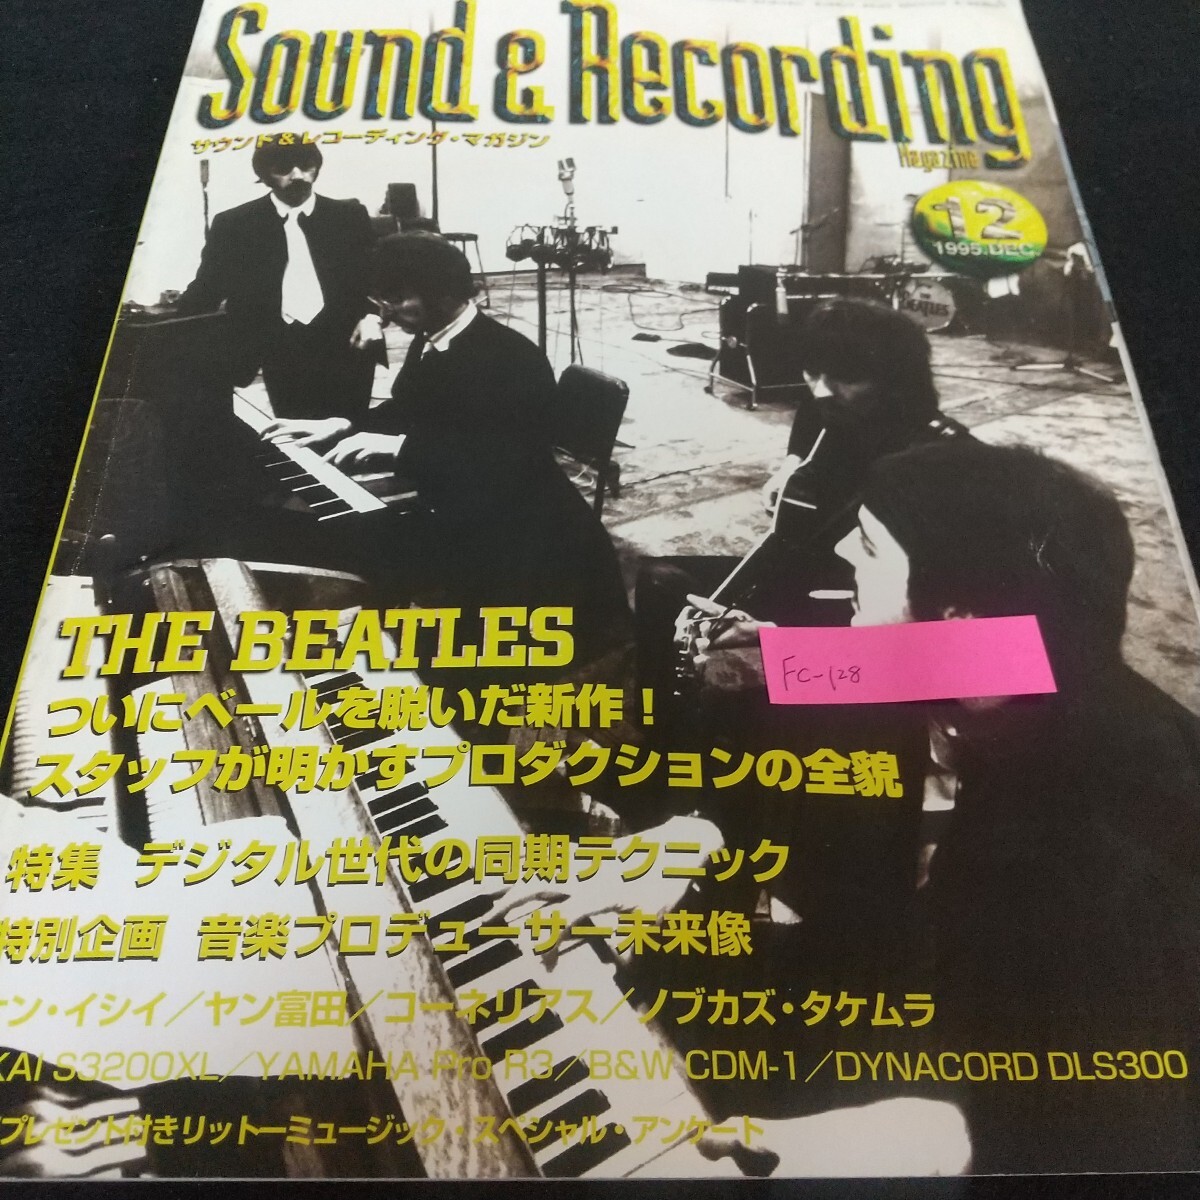 Sound & Recording
Magazine
サウンド&レコーディング・マガジン
12
1995.DEC.
THE BEATLES
THE BEATLES
ついにベールを脱いだ新作!
スタッフが明かすプロダクションの全貌
FC-128
特集 デジタル世代の同期テクニック
特別企画 音楽プロデューサー未来像
ケン・イシイ/ヤン富田/コーネリアス/ノブカズ・タケムラ
KAI S3200XL/YAMAHA Pro R3/B&W CDM-1/DYNACORD DLS300
プレゼント付きリットーミュージック・スペシャル・アンケート